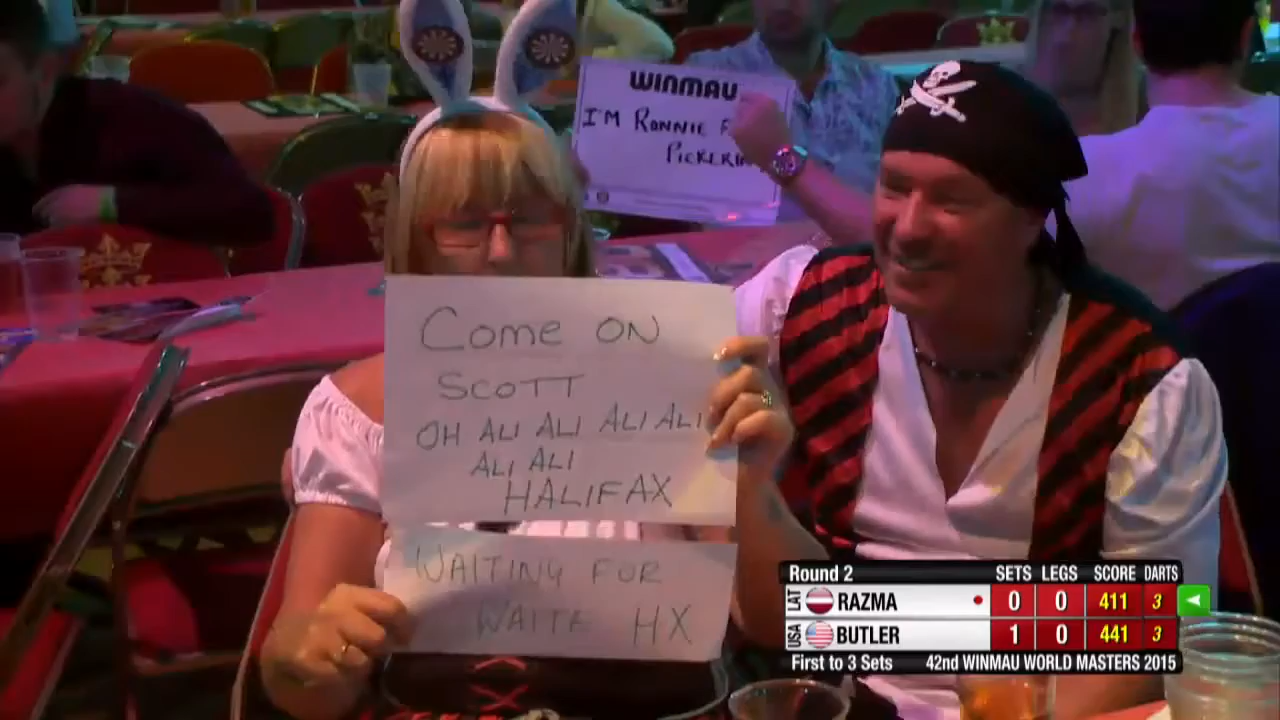 WINMAU
I'M RONNIE
COME ON
SCOTT
OH ALI ALI ALI ALI
ALI ALI
HALIFAX
WAITING FOR
WAITE HX
Round 2 SETS LEGS SCORE DARTS
LAT RAZMA 0 0 411 3
USA BUTLER 1 0 441 3
First to 3 Sets 42nd WINMAU WORLD MASTERS 2015